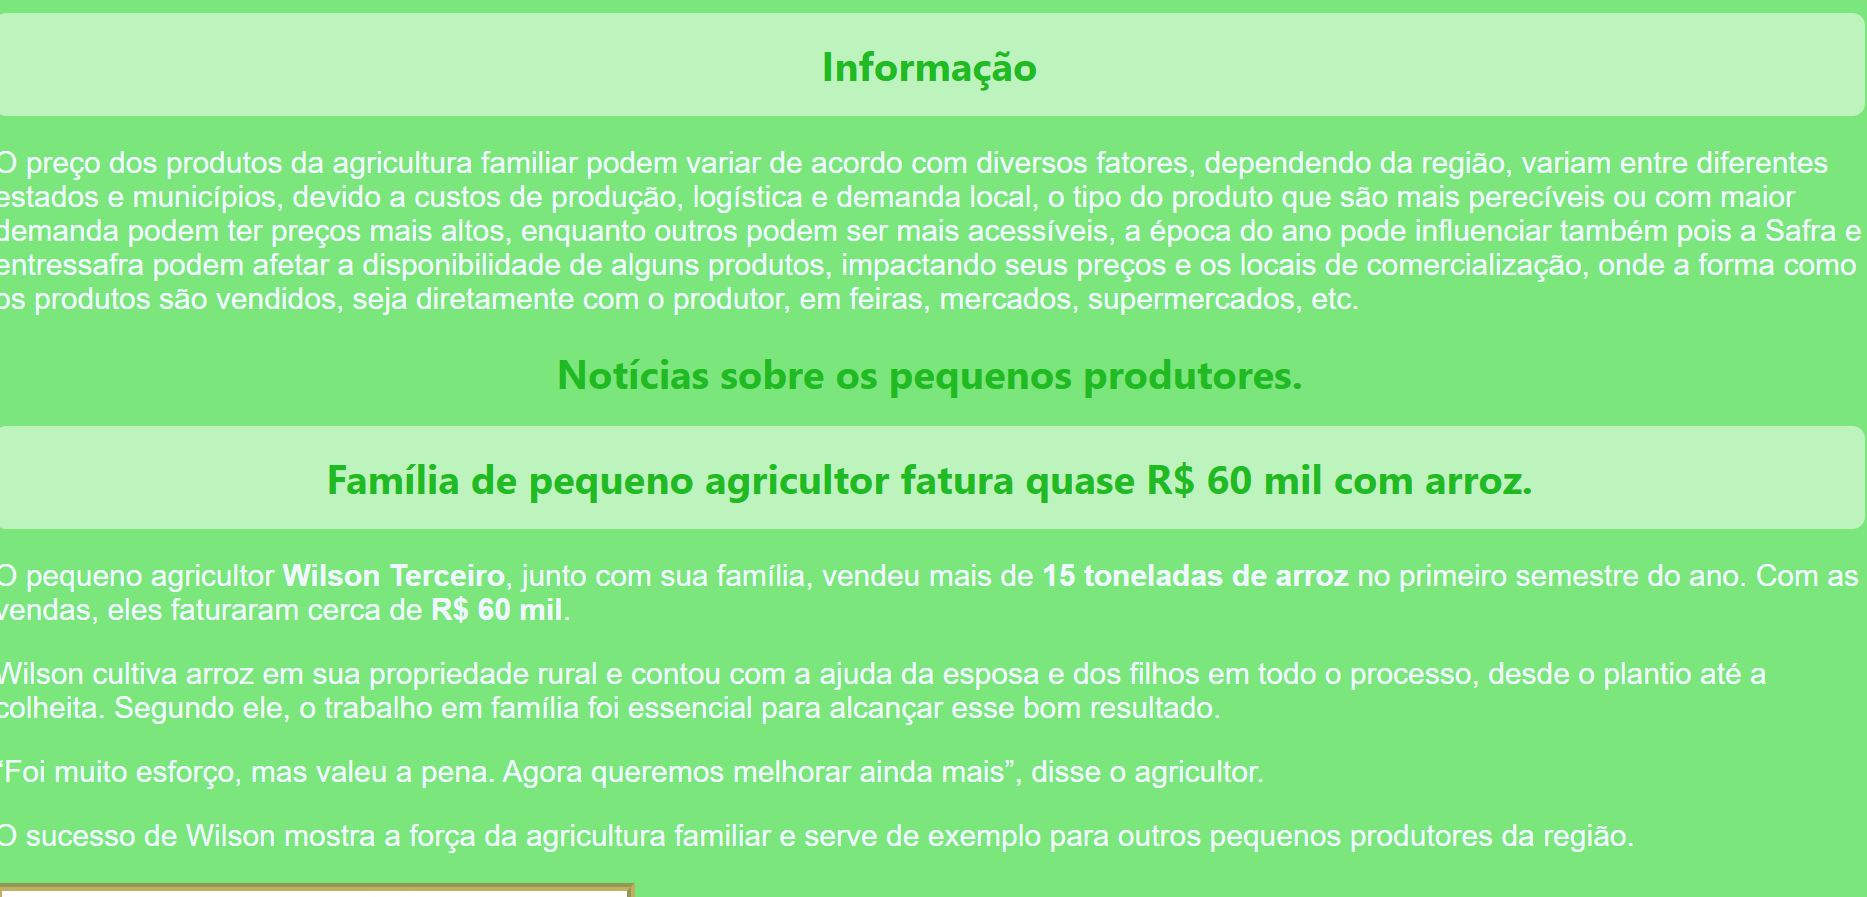 Informação
O preço dos produtos da agricultura familiar podem variar de acordo com diversos fatores, dependendo da região, variam entre diferentes
estados e municípios, devido a custos de produção, logística e demanda local, o tipo do produto que são mais perecíveis ou com maior
demanda podem ter preços mais altos, enquanto outros podem ser mais acessíveis, a época do ano pode influenciar também pois a Safra e
entressafra podem afetar a disponibilidade de alguns produtos, impactando seus preços e os locais de comercialização, onde a forma como
os produtos são vendidos, seja diretamente com o produtor, em feiras, mercados, supermercados, etc.
Notícias sobre os pequenos produtores.
Família de pequeno agricultor fatura quase R$ 60 mil com arroz.
O pequeno agricultor Wilson Terceiro, junto com sua família, vendeu mais de 15 toneladas de arroz no primeiro semestre do ano. Com as
vendas, eles faturaram cerca de R$ 60 mil.
Wilson cultiva arroz em sua propriedade rural e contou com a ajuda da esposa e dos filhos em todo o processo, desde o plantio até a
colheita. Segundo ele, o trabalho em família foi essencial para alcançar esse bom resultado.
“Foi muito esforço, mas valeu a pena. Agora queremos melhorar ainda mais”, disse o agricultor.
O sucesso de Wilson mostra a força da agricultura familiar e serve de exemplo para outros pequenos produtores da região.